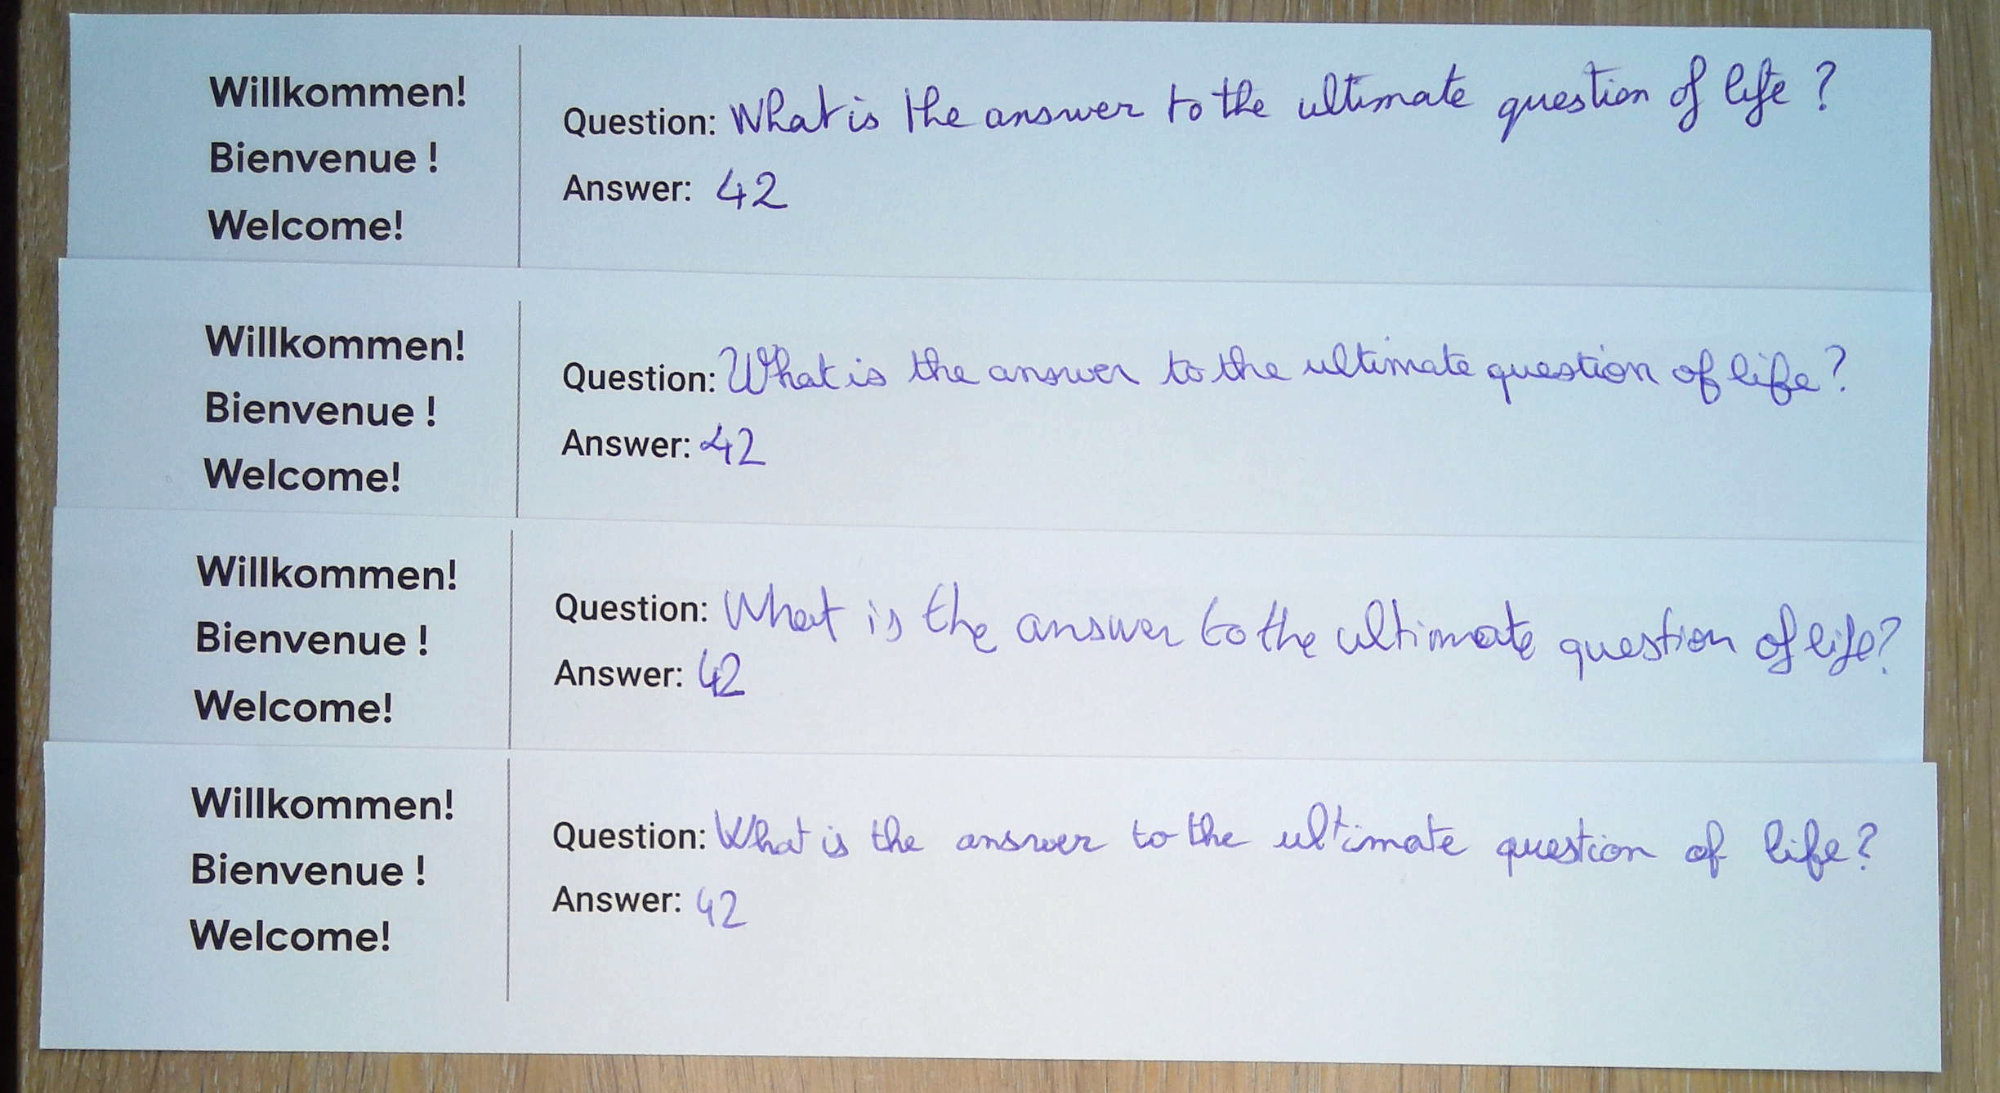 Willkommen!
Bienvenue !
Welcome!
Question: What is the answer to the ultimate question of life ?
Answer: 42
Willkommen!
Bienvenue !
Welcome!
Question: What is the answer to the ultimate question of life?
Answer: 42
Willkommen!
Bienvenue !
Welcome!
Question: What is the answer to the ultimate question of life?
Answer: 42
Willkommen!
Bienvenue !
Welcome!
Question: What is the answer to the ultimate question of life?
Answer: 42